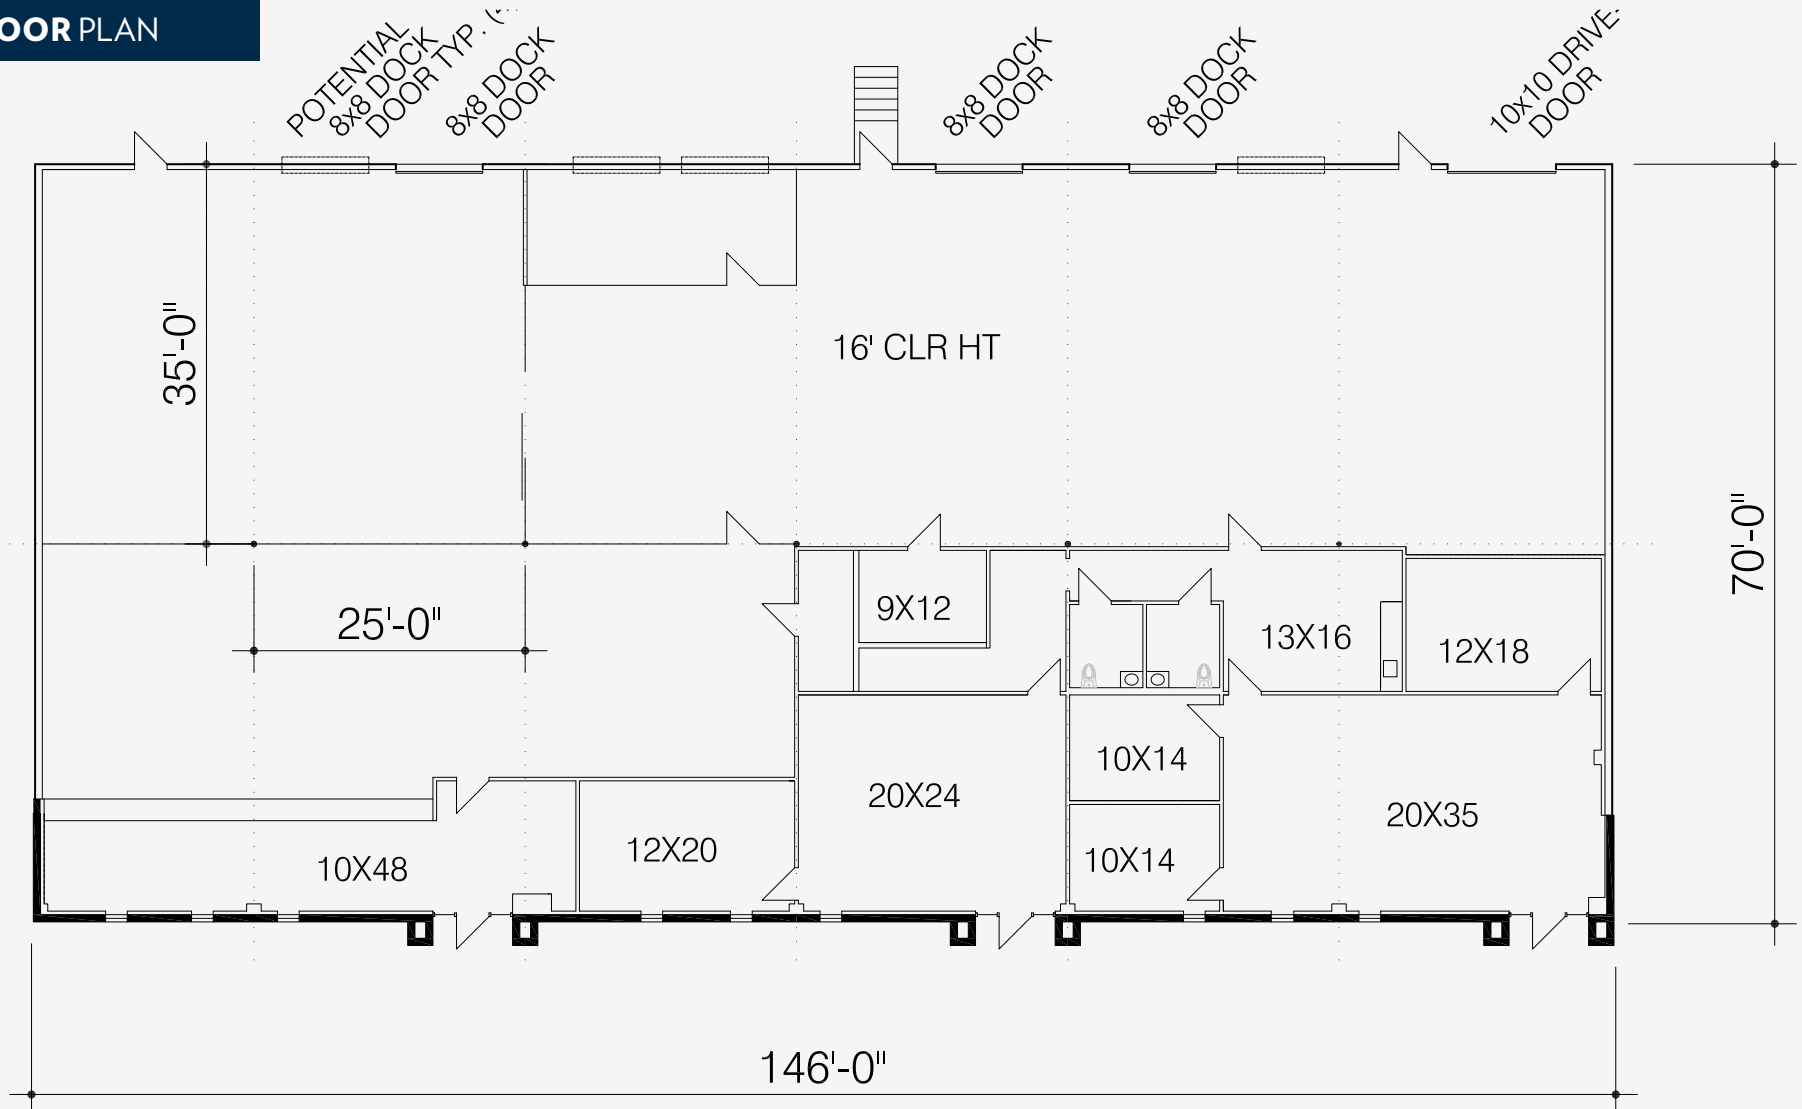 OOR PLAN
POTENTIAL
8x8 DOCK
DOOR TYP.
8x8 DOCK
DOOR
8x8 DOCK
DOOR
8x8 DOCK
DOOR
10x10 DRIVE-
DOOR
35'-0"
16' CLR HT
70'-0"
25'-0"
9X12
13X16
12X18
10X14
20X24
20X35
12X20
10X14
10X48
146'-0"